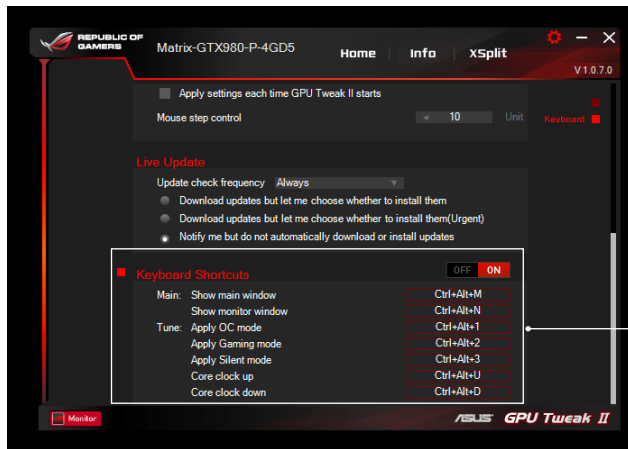 REPUBLIC OF
GAMERS
Matrix-GTX980-P-4GD5
Home
Info
XSplit
V 1.0.7.0
Apply settings each time GPU Tweak II starts
Mouse step control 10 Unit
Keyboard
Live Update
Update check frequency Always
Download updates but let me choose whether to install them
Download updates but let me choose whether to install them(Urgent)
Notify me but do not automatically download or install updates
Keyboard Shortcuts OFF ON
Main: Show main window Ctrl+Alt+M
Show monitor window Ctrl+Alt+N
Tune: Apply OC mode Ctrl+Alt+1
Apply Gaming mode Ctrl+Alt+2
Apply Silent mode Ctrl+Alt+3
Core clock up Ctrl+Alt+U
Core clock down Ctrl+Alt+D
Monitor
ASUS GPU Tweak II